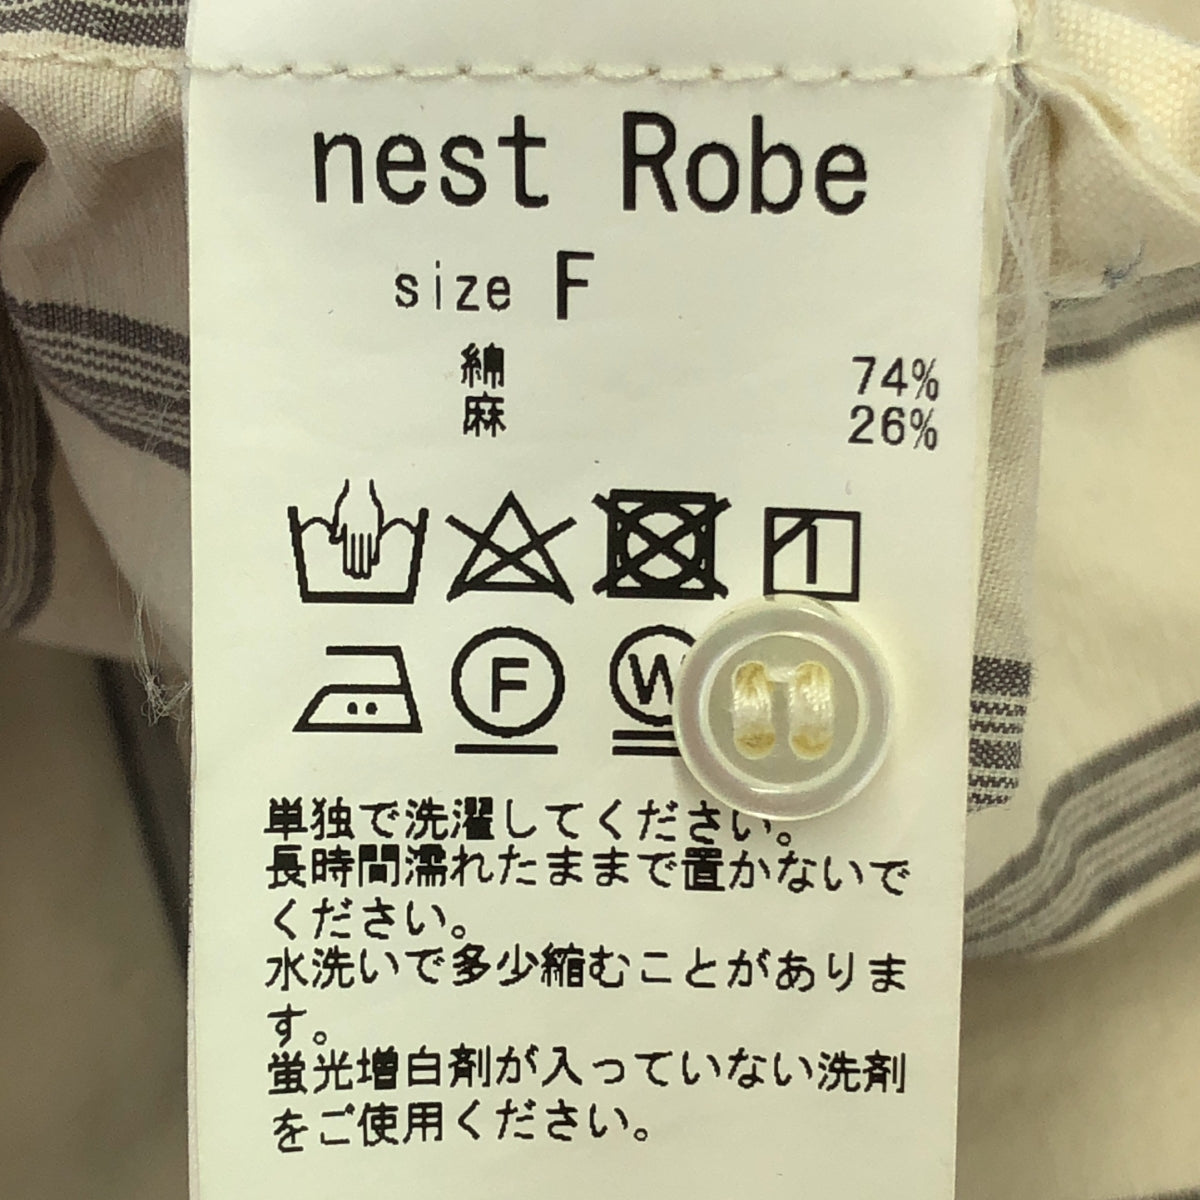 nest Robe
size F
綿 74%
麻 26%
F W
単独で洗濯してください。
長時間濡れたままで置かないで
ください。
水洗いで多少縮むことがありま
す。
蛍光増白剤が入っていない洗剤
をご使用ください。